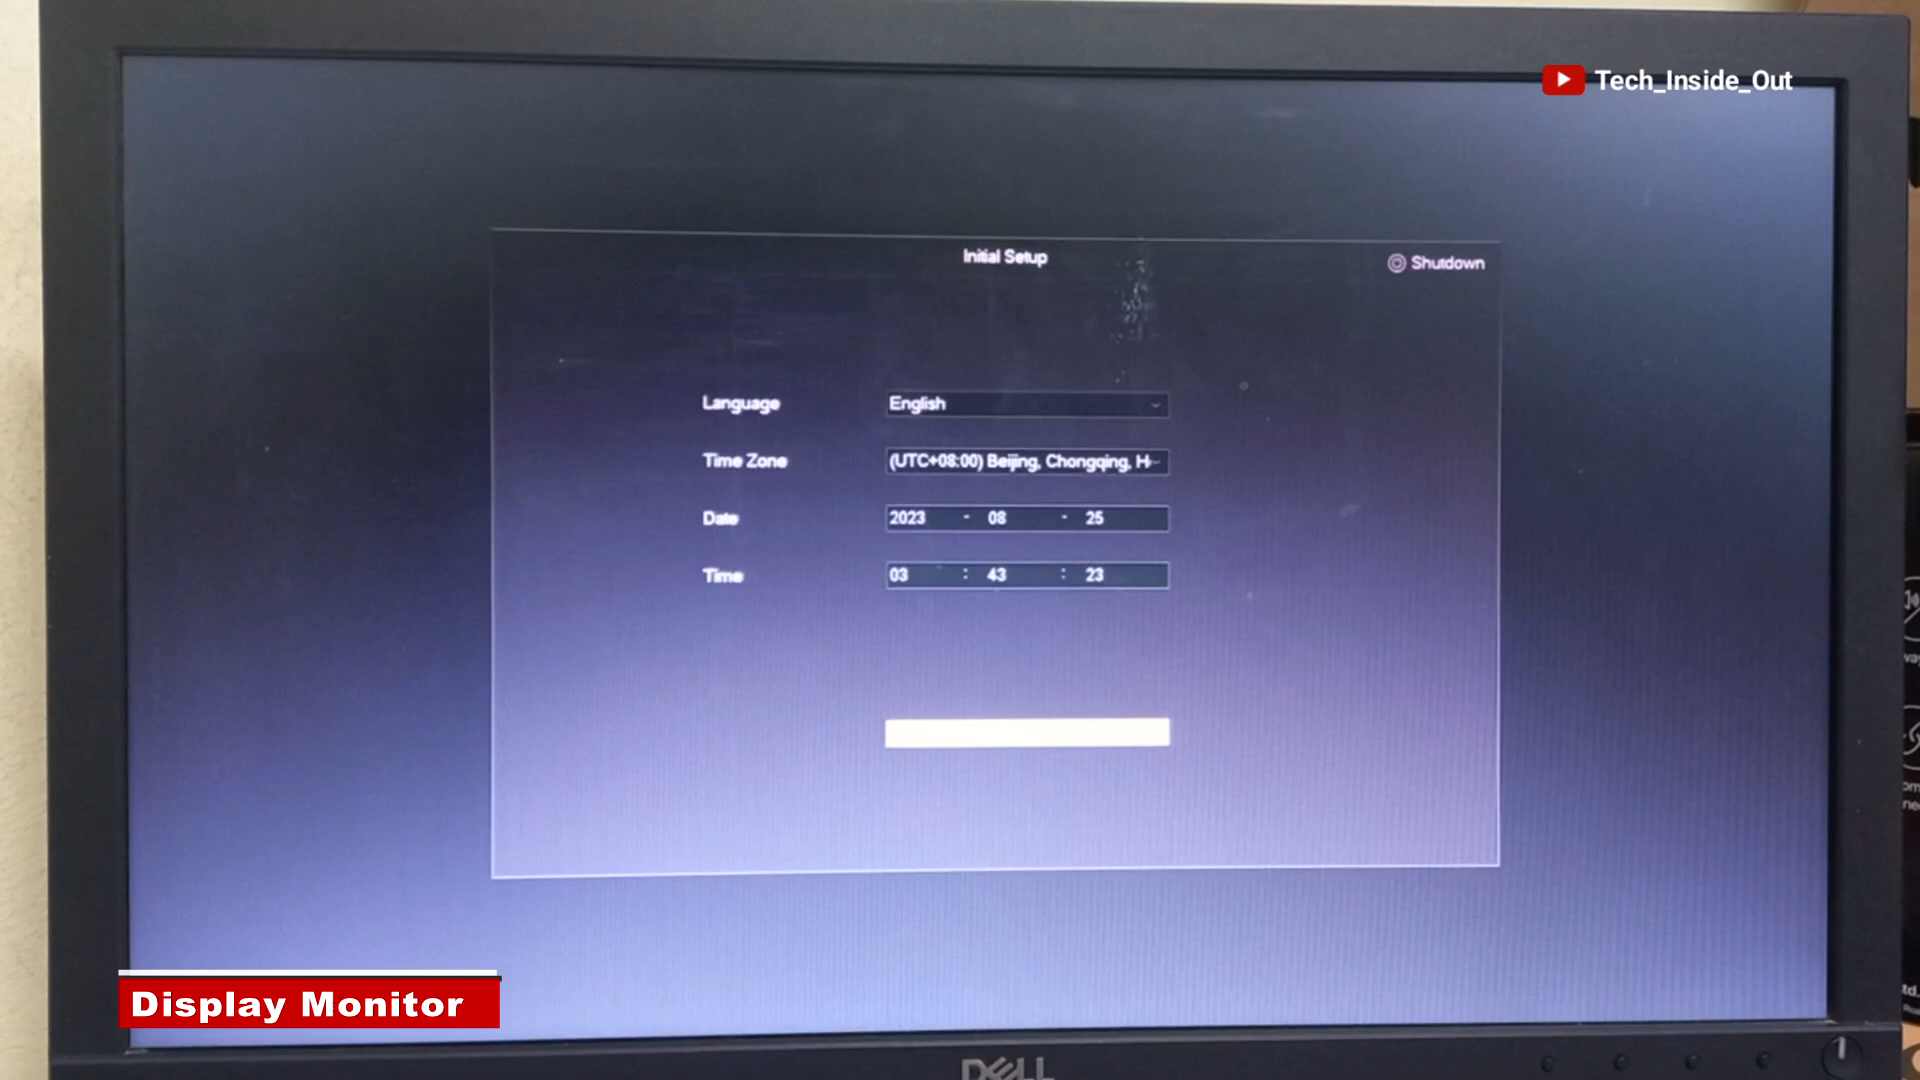 Tech_Inside_Out
Initial Setup
Shutdown
Language English
Time Zone (UTC+08:00) Beijing, Chongqing, H
Date 2023 - 08 - 25
Time 03 : 43 : 23
Display Monitor
DELL